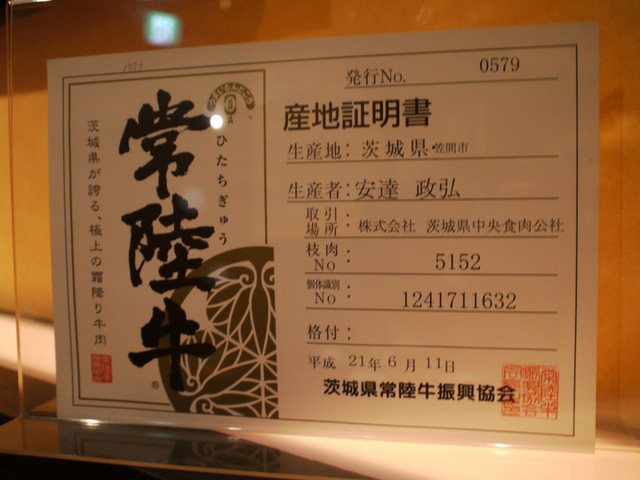 発行No. 0579
産地証明書
生産地：茨城県・笠間市
生産者：安達 政弘
取引場所：株式会社 茨城県中央食肉公社
枝肉No：5152
個体識別No：1241711632
格付：
平成 21年 6月 11日
茨城県常陸牛振興協会
常陸牛
ひたちぎゅう
茨城県が誇る、極上の霜降り牛肉
®